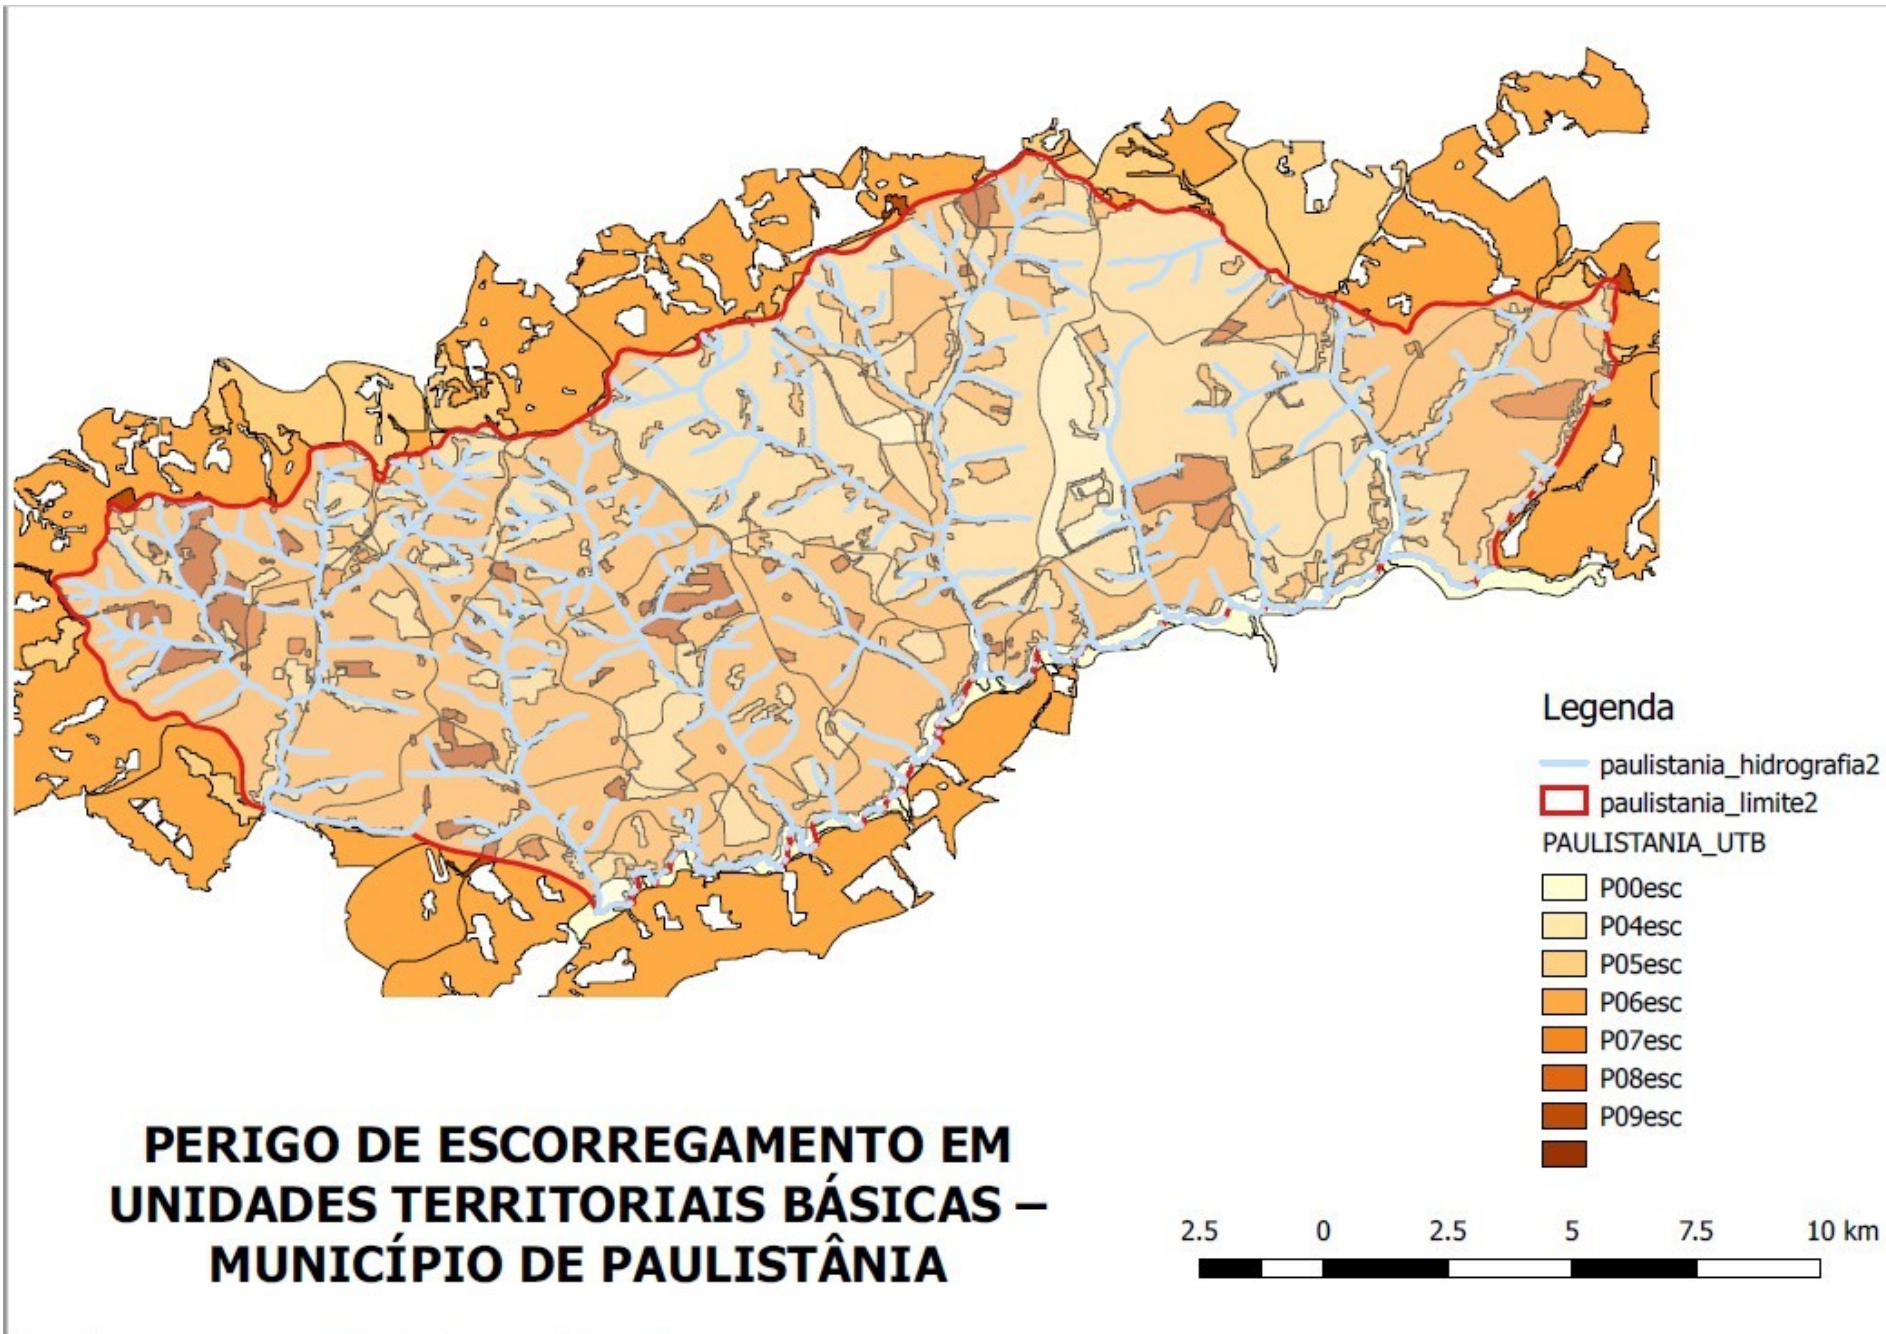 Legenda
paulistania_hidrografia2
paulistania_limite2
PAULISTANIA_UTB
P00esc
P04esc
P05esc
P06esc
P07esc
P08esc
P09esc
PERIGO DE ESCORREGAMENTO EM
UNIDADES TERRITORIAIS BÁSICAS –
MUNICÍPIO DE PAULISTÂNIA
2.5 0 2.5 5 7.5 10 km